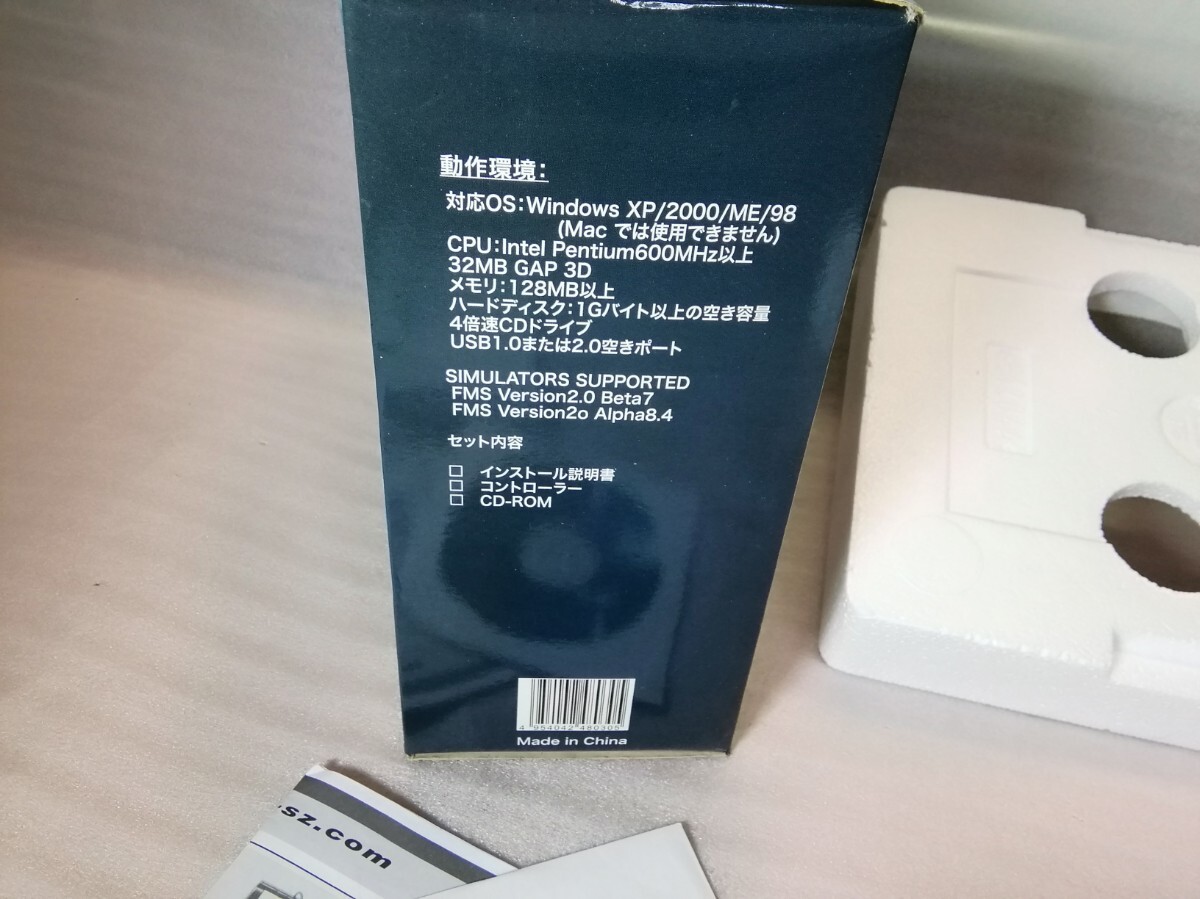 動作環境:
対応OS:Windows XP/2000/ME/98
(Mac では使用できません)
CPU:Intel Pentium600MHz以上
32MB GAP 3D
メモリ:128MB以上
ハードディスク:1Gバイト以上の空き容量
4倍速CDドライブ
USB1.0または2.0空きポート
SIMULATORS SUPPORTED
FMS Version2.0 Beta7
FMS Version2o Alpha8.4
セット内容
□ インストール説明書
□ コントローラー
□ CD-ROM
4 954042 480305
Made in China
sz.com